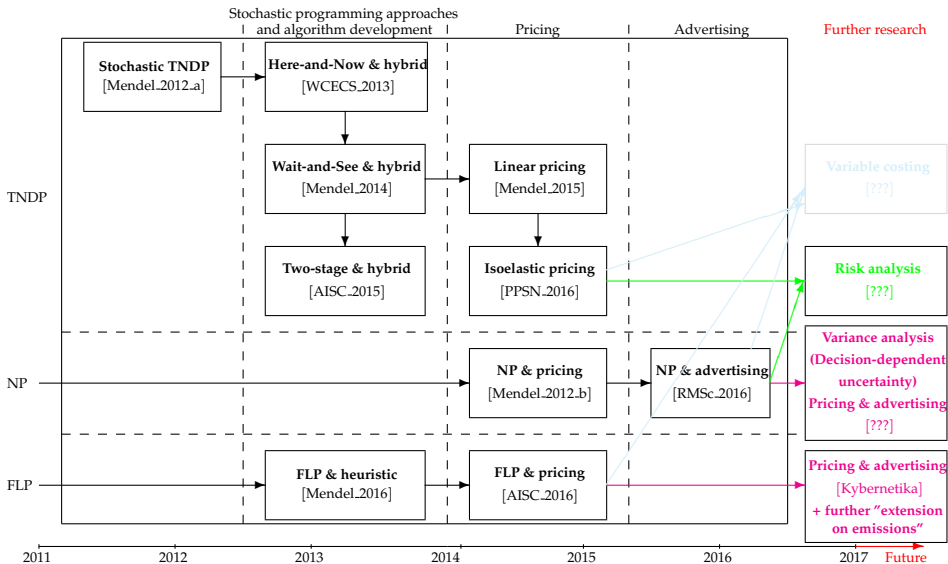 Stochastic programming approaches
and algorithm development
Pricing
Advertising
Further research
Stochastic TNDP
[Mendel_2012_a]
Here-and-Now & hybrid
[WCECS_2013]
TNDP
Wait-and-See & hybrid
[Mendel_2014]
Linear pricing
[Mendel_2015]
Variable costing
[???]
Two-stage & hybrid
[AISC_2015]
Isoelastic pricing
[PPSN_2016]
Risk analysis
[???]
NP
NP & pricing
[Mendel_2012_b]
NP & advertising
[RMSc_2016]
Variance analysis
(Decision-dependent
uncertainty)
Pricing & advertising
[???]
FLP
FLP & heuristic
[Mendel_2016]
FLP & pricing
[AISC_2016]
Pricing & advertising
[Kybernetika]
+ further ”extension
on emissions”
2011
2012
2013
2014
2015
2016
2017
Future